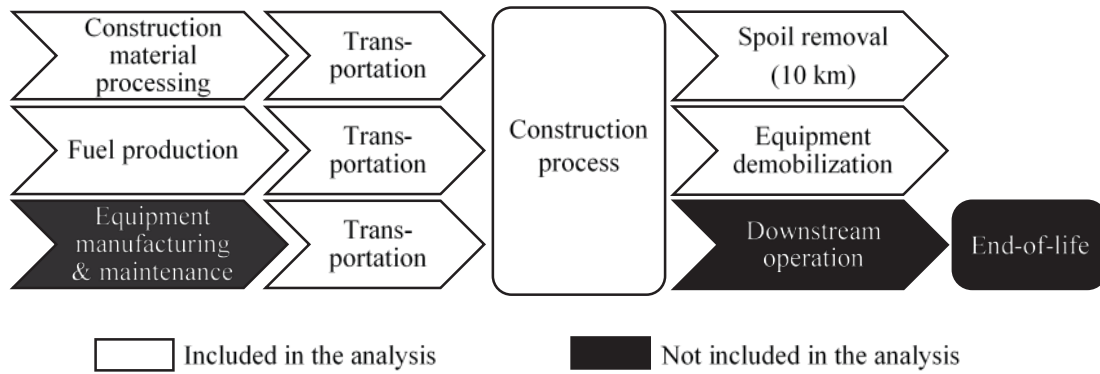 Construction
material
processing
Trans-
portation
Fuel production
Trans-
portation
Equipment
manufacturing
& maintenance
Trans-
portation
Construction
process
Spoil removal
(10 km)
Equipment
demobilization
Downstream
operation
End-of-life
Included in the analysis
Not included in the analysis